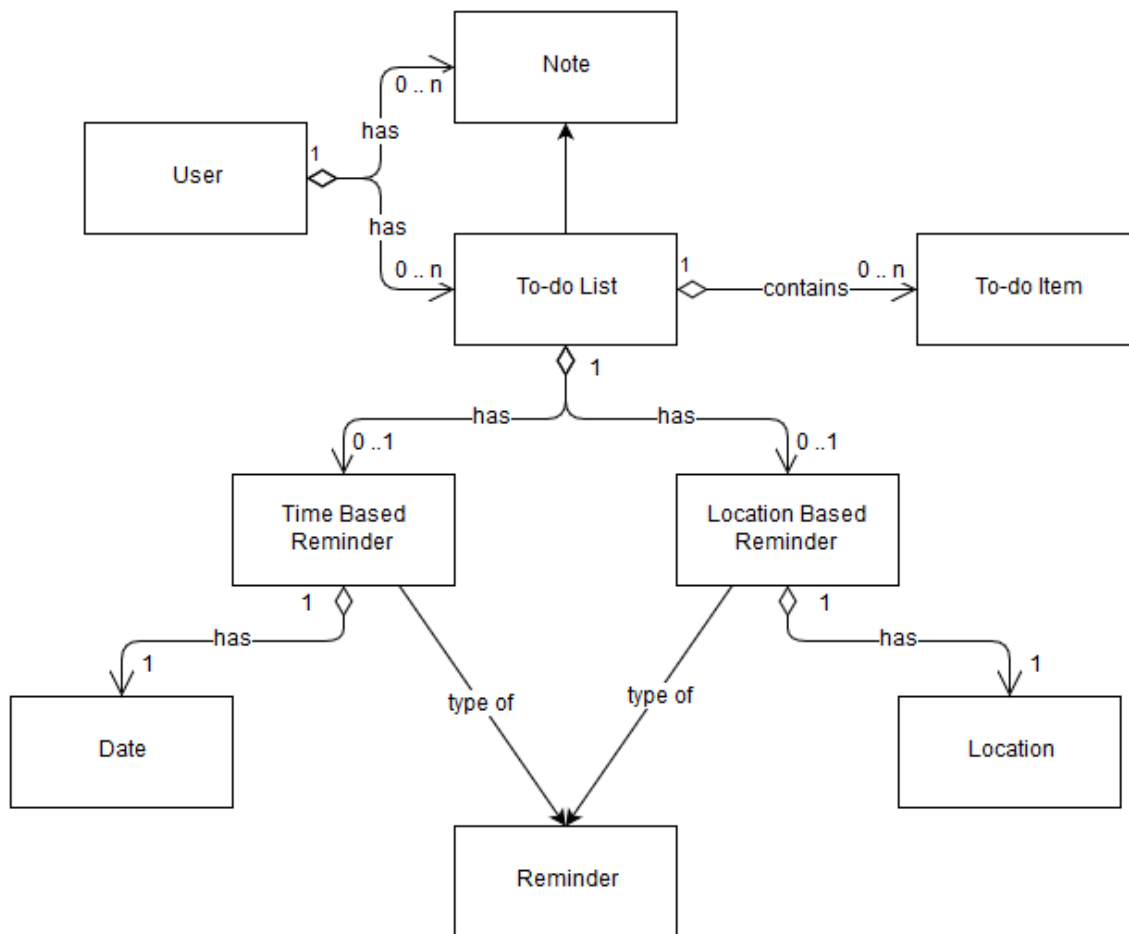 Note
0 .. n
has
1
User
has
0 .. n
To-do List
1
contains
0 .. n
To-do Item
1
has
has
0 ..1
0 ..1
Time Based
Reminder
Location Based
Reminder
1
has
1
1
has
1
type of
type of
Date
Location
Reminder